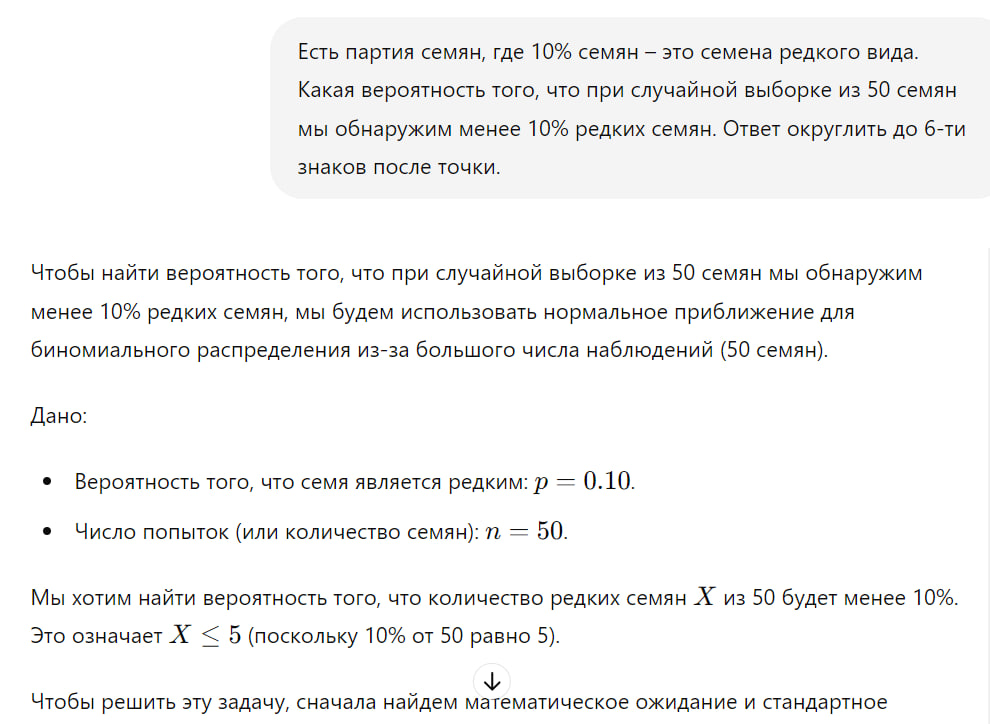 Есть партия семян, где 10% семян – это семена редкого вида.
Какая вероятность того, что при случайной выборке из 50 семян
мы обнаружим менее 10% редких семян. Ответ округлить до 6-ти
знаков после точки.
Чтобы найти вероятность того, что при случайной выборке из 50 семян мы обнаружим
менее 10% редких семян, мы будем использовать нормальное приближение для
биномиального распределения из-за большого числа наблюдений (50 семян).
Дано:
• Вероятность того, что семя является редким: p = 0.10.
• Число попыток (или количество семян): n = 50.
Мы хотим найти вероятность того, что количество редких семян X из 50 будет менее 10%.
Это означает X ≤ 5 (поскольку 10% от 50 равно 5).
Чтобы решить эту задачу, сначала найдем математическое ожидание и стандартное